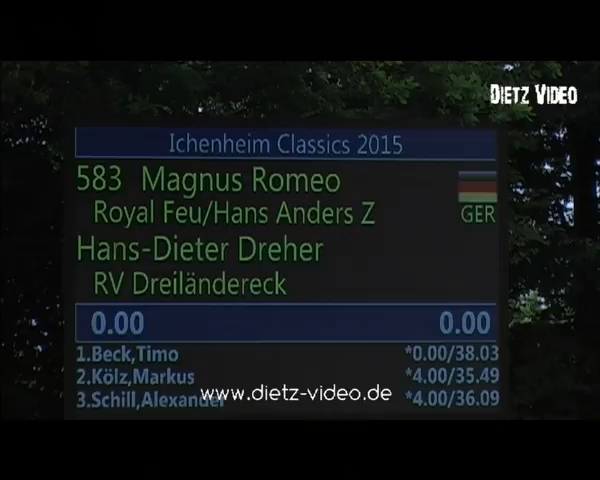 DIETZ VIDEO
Ichenheim Classics 2015
583 Magnus Romeo
Royal Feu/Hans Anders Z GER
Hans-Dieter Dreher
RV Dreiländereck
0.00 0.00
1.Beck,Timo *0.00/38.03
2.Kölz,Markus *4.00/35.49
3.Schill,Alexander *4.00/36.09
www.dietz-video.de